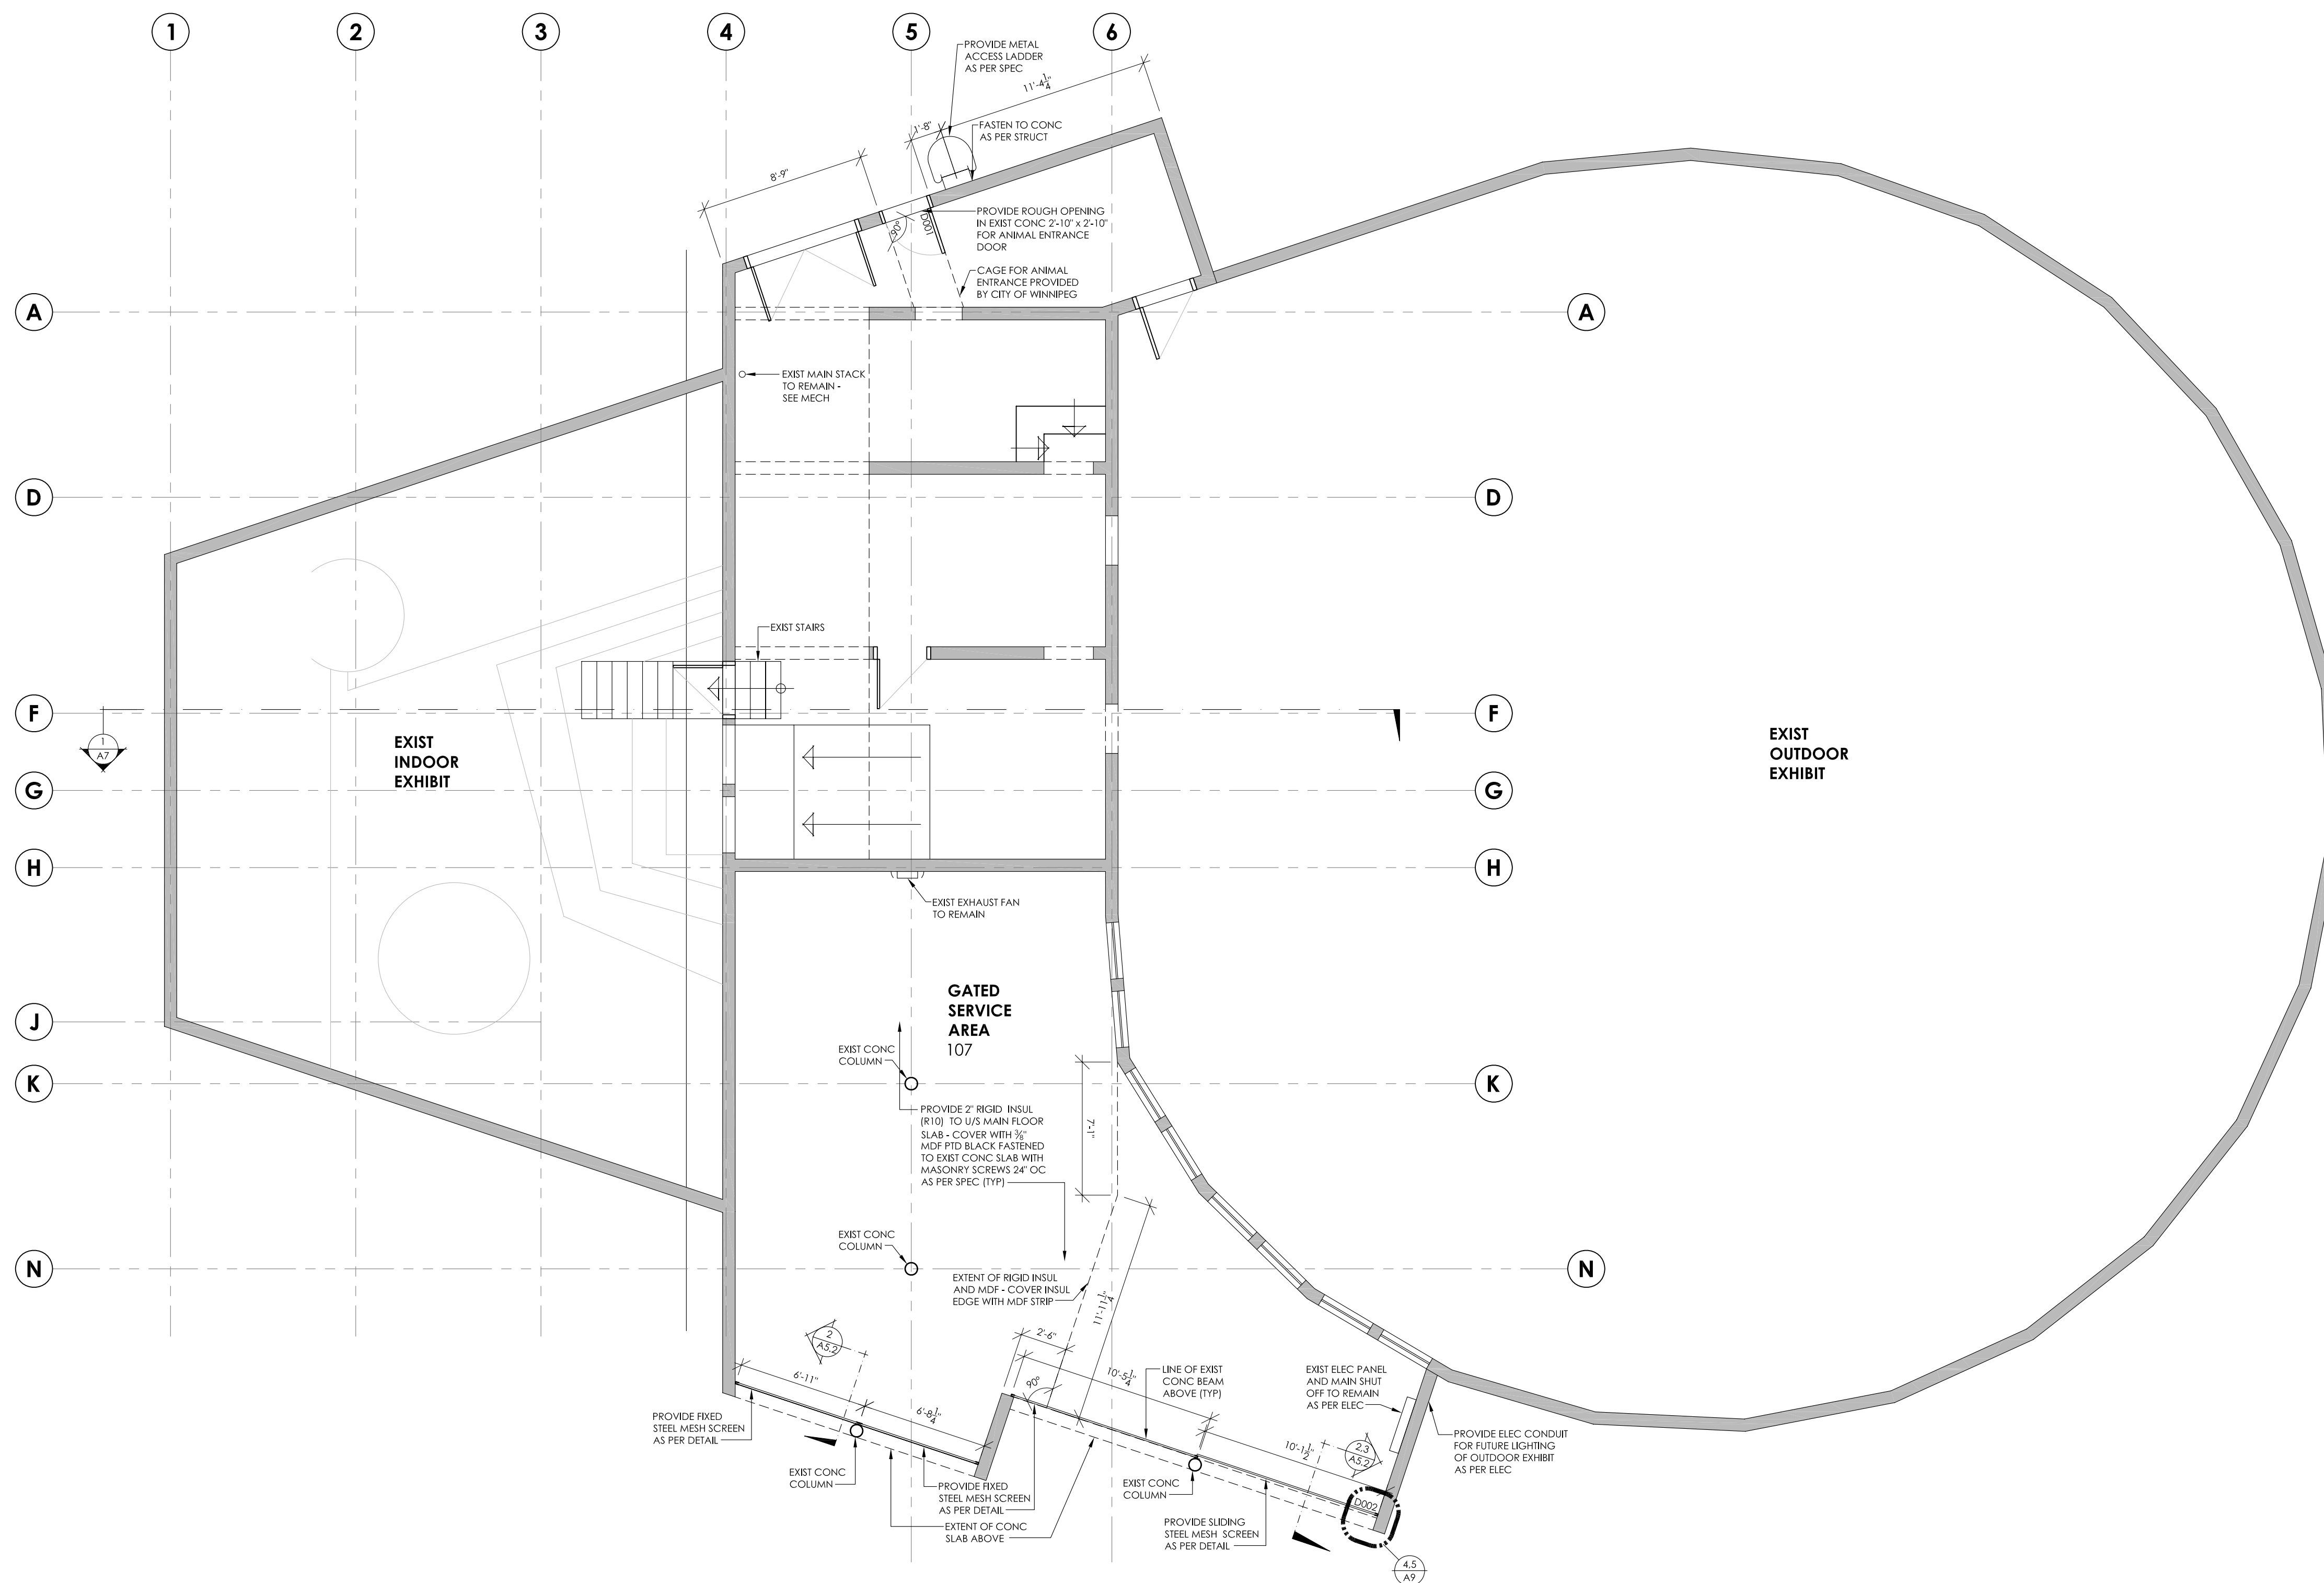 1
2
3
4
5
6
PROVIDE METAL
ACCESS LADDER
AS PER SPEC
11'-4¼"
1'-8"
FASTEN TO CONC
AS PER STRUCT
8'-9"
90°
D001
PROVIDE ROUGH OPENING
IN EXIST CONC 2'-10" x 2'-10"
FOR ANIMAL ENTRANCE
DOOR
CAGE FOR ANIMAL
ENTRANCE PROVIDED
BY CITY OF WINNIPEG
A
A
EXIST MAIN STACK
TO REMAIN -
SEE MECH
D
D
EXIST STAIRS
F
F
1
A7
EXIST
INDOOR
EXHIBIT
EXIST
OUTDOOR
EXHIBIT
G
G
H
H
EXIST EXHAUST FAN
TO REMAIN
GATED
SERVICE
AREA
107
J
EXIST CONC
COLUMN
K
K
PROVIDE 2" RIGID INSUL
(R10) TO U/S MAIN FLOOR
SLAB - COVER WITH ⅜"
MDF PTD BLACK FASTENED
TO EXIST CONC SLAB WITH
MASONRY SCREWS 24" OC
AS PER SPEC (TYP)
7'-1"
EXIST CONC
COLUMN
N
N
EXTENT OF RIGID INSUL
AND MDF - COVER INSUL
EDGE WITH MDF STRIP
11'-11¼"
2
A5.2
2'-6"
6'-11"
6'-8¼"
90°
10'-5¼"
LINE OF EXIST
CONC BEAM
ABOVE (TYP)
EXIST ELEC PANEL
AND MAIN SHUT
OFF TO REMAIN
AS PER ELEC
PROVIDE FIXED
STEEL MESH SCREEN
AS PER DETAIL
10'-1½"
2,3
A5.2
PROVIDE ELEC CONDUIT
FOR FUTURE LIGHTING
OF OUTDOOR EXHIBIT
AS PER ELEC
EXIST CONC
COLUMN
PROVIDE FIXED
STEEL MESH SCREEN
AS PER DETAIL
EXIST CONC
COLUMN
D002
EXTENT OF CONC
SLAB ABOVE
PROVIDE SLIDING
STEEL MESH SCREEN
AS PER DETAIL
4,5
A9